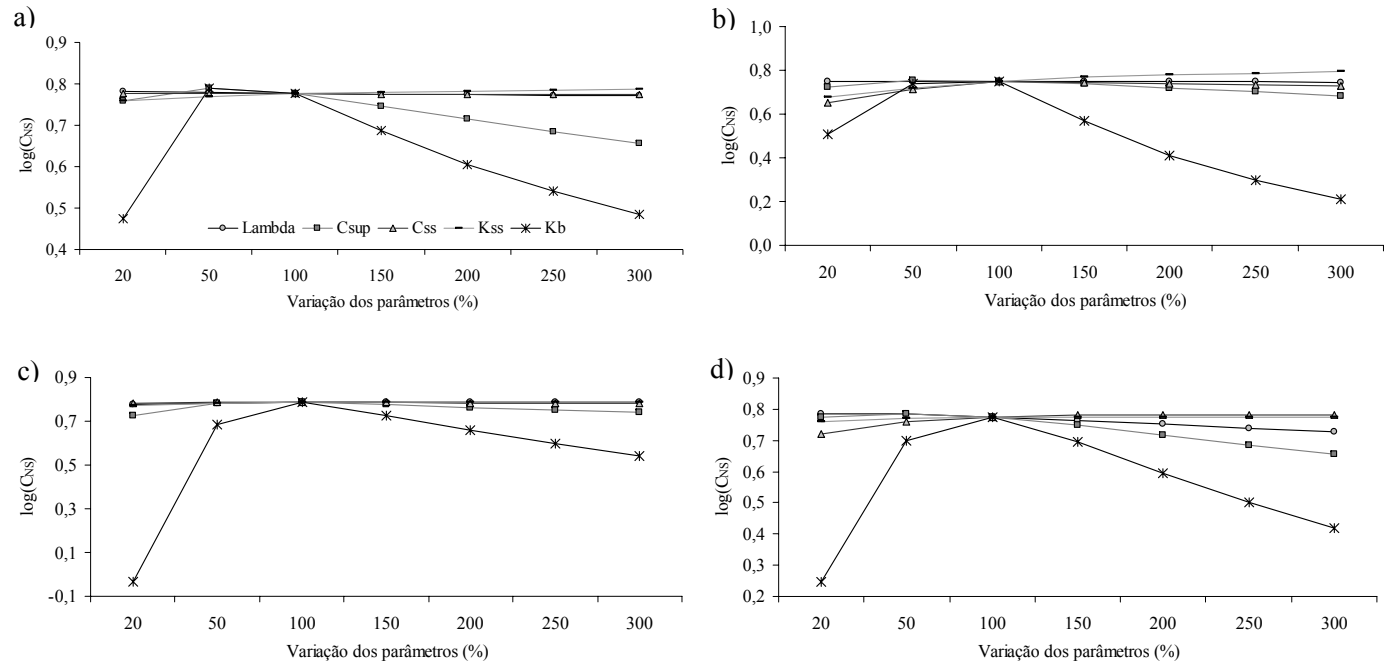 a)
0,9
0,8
0,7
0,6
0,5
0,4
log(CNS)
Lambda Csup Css Kss Kb
20 50 100 150 200 250 300
Variação dos parâmetros (%)
b)
1,0
0,8
0,6
0,4
0,2
0,0
log(CNS)
20 50 100 150 200 250 300
Variação dos parâmetros (%)
c)
0,9
0,7
0,5
0,3
0,1
-0,1
log(CNS)
20 50 100 150 200 250 300
Variação dos parâmetros (%)
d)
0,9
0,8
0,7
0,6
0,5
0,4
0,3
0,2
log(CNS)
20 50 100 150 200 250 300
Variação dos parâmetros (%)